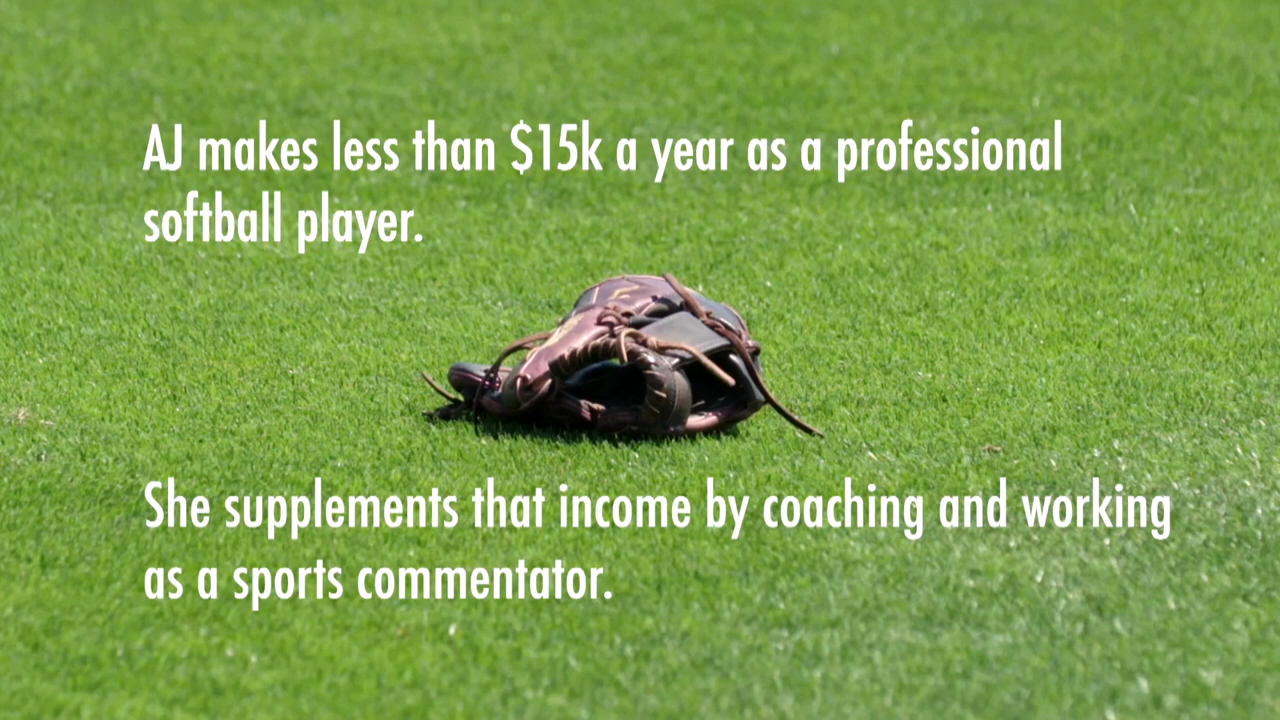 AJ makes less than $15k a year as a professional
softball player.
She supplements that income by coaching and working
as a sports commentator.